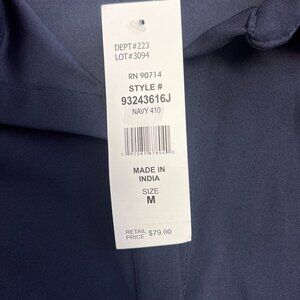 DEPT#223
LOT#3094
RN 90714
STYLE #
93243616J
NAVY 410
MADE IN
INDIA
SIZE
M
RETAIL
PRICE $79.00